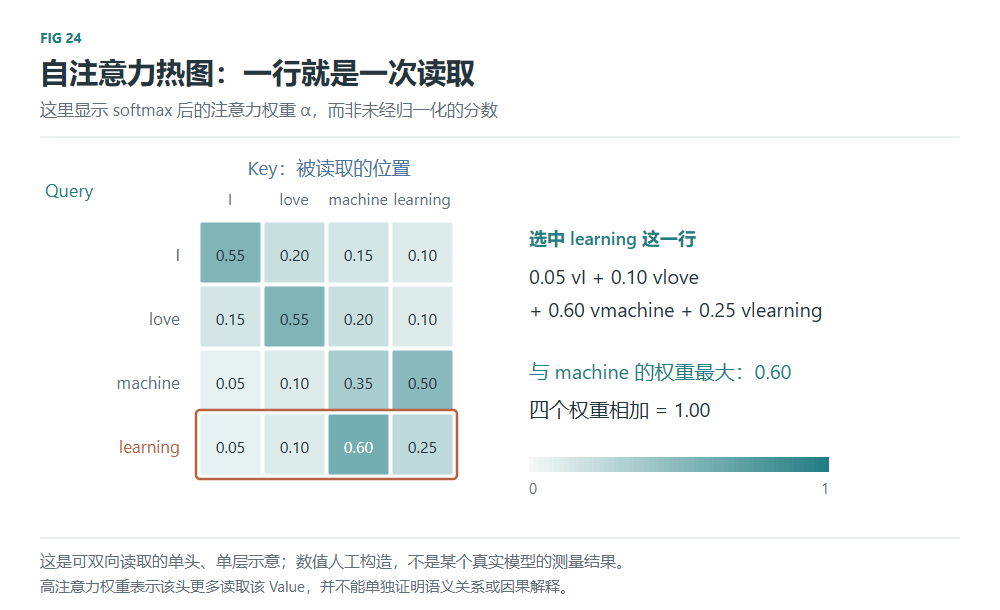 FIG 24
自注意力热图：一行就是一次读取
这里显示 softmax 后的注意力权重 α，而非未经归一化的分数
Key：被读取的位置
Query
I love machine learning
I 0.55 0.20 0.15 0.10
love 0.15 0.55 0.20 0.10
machine 0.05 0.10 0.35 0.50
learning 0.05 0.10 0.60 0.25
选中 learning 这一行
0.05 vI + 0.10 vlove
+ 0.60 vmachine + 0.25 vlearning
与 machine 的权重最大：0.60
四个权重相加 = 1.00
0 1
这是可双向读取的单头、单层示意；数值人工构造，不是某个真实模型的测量结果。
高注意力权重表示该头更多读取该 Value，并不能单独证明语义关系或因果解释。